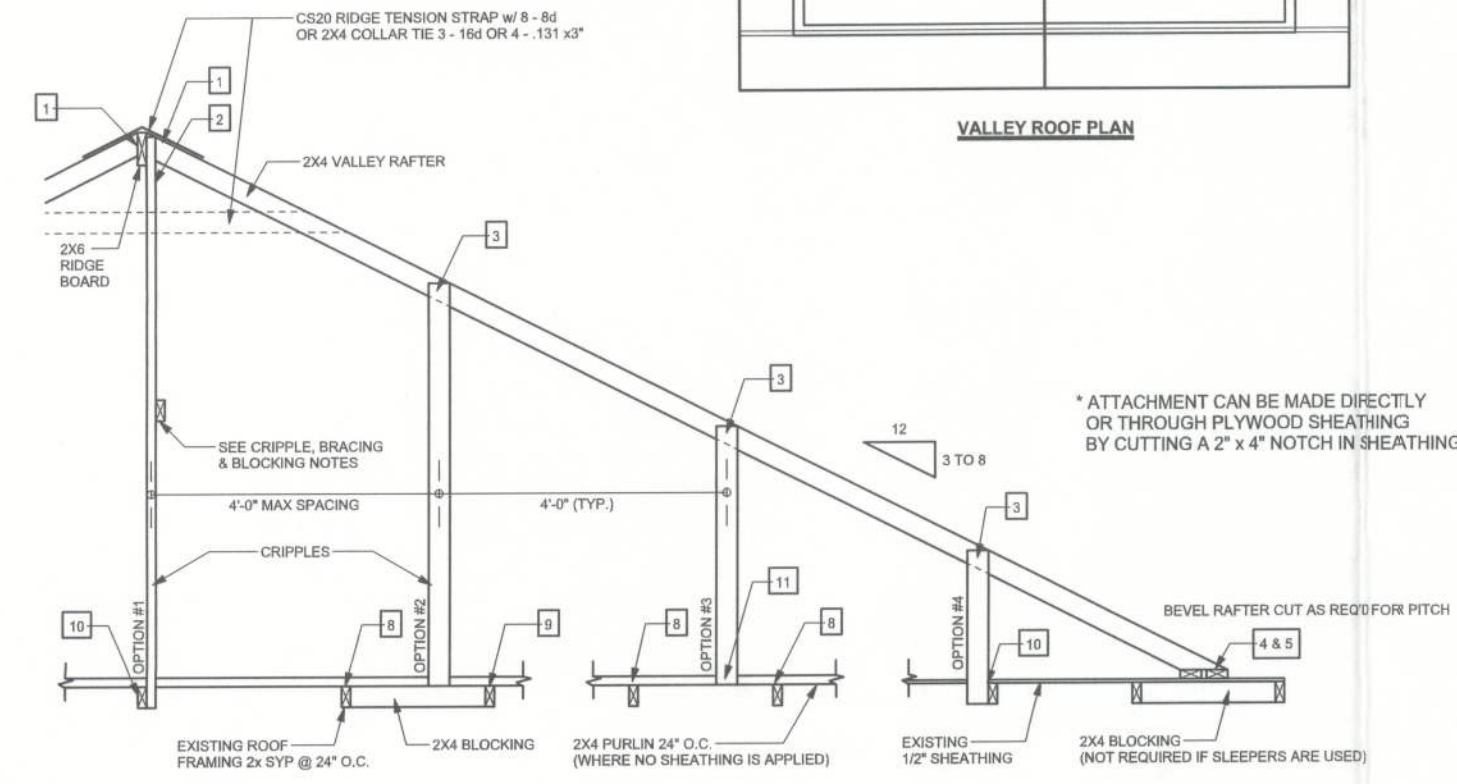 CS20 RIDGE TENSION STRAP w/ 8 - 8d
OR 2X4 COLLAR TIE 3 - 16d OR 4 - .131 x3"
1
1
2
VALLEY ROOF PLAN
2X4 VALLEY RAFTER
3
2X6
RIDGE
BOARD
3
* ATTACHMENT CAN BE MADE DIRECTLY
OR THROUGH PLYWOOD SHEATHING
BY CUTTING A 2" x 4" NOTCH IN SHEATHING
12
3 TO 8
SEE CRIPPLE, BRACING
& BLOCKING NOTES
4'-0" MAX SPACING
4'-0" (TYP.)
3
CRIPPLES
11
OPTION #1
OPTION #2
OPTION #3
OPTION #4
BEVEL RAFTER CUT AS REQ'D FOR PITCH
10
8
9
8
8
10
4 & 5
EXISTING ROOF
FRAMING 2x SYP @ 24" O.C.
2X4 BLOCKING
2X4 PURLIN 24" O.C.
(WHERE NO SHEATHING IS APPLIED)
EXISTING
1/2" SHEATHING
2X4 BLOCKING
(NOT REQUIRED IF SLEEPERS ARE USED)